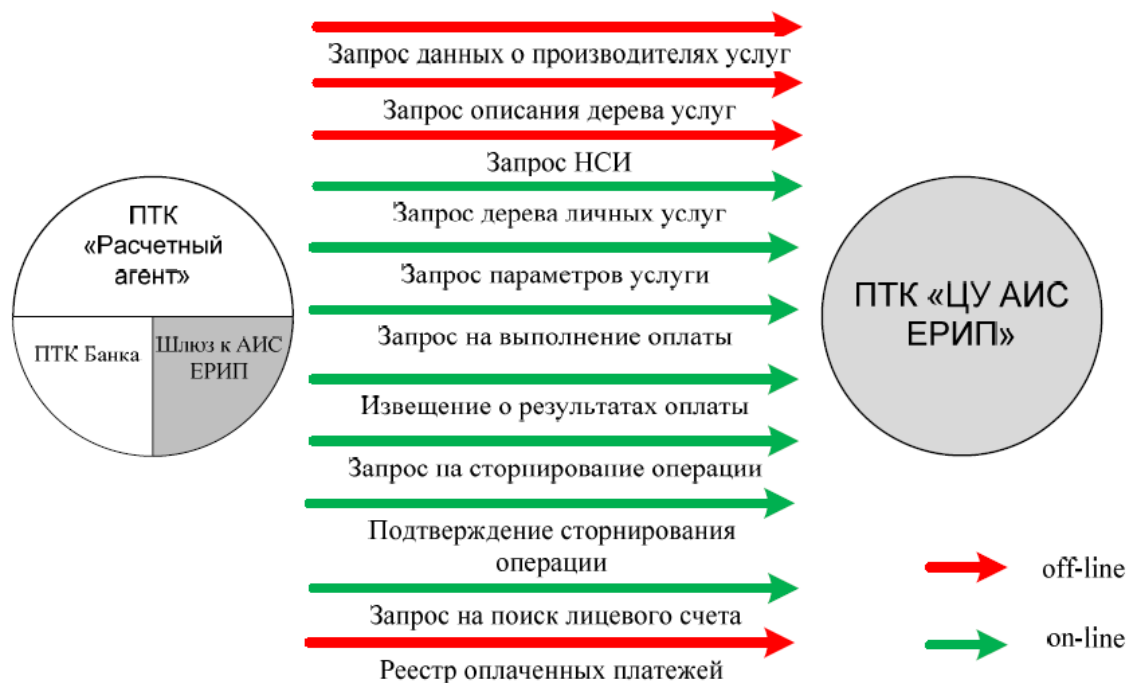 Запрос данных о производителях услуг
Запрос описания дерева услуг
Запрос НСИ
Запрос дерева личных услуг
Запрос параметров услуги
Запрос на выполнение оплаты
Извещение о результатах оплаты
Запрос на сторнирование операции
Подтверждение сторнирования
операции
Запрос на поиск лицевого счета
Реестр оплаченных платежей
ПТК
«Расчетный
агент»
ПТК Банка
Шлюз к АИС
ЕРИП
ПТК «ЦУ АИС
ЕРИП»
off-line
on-line